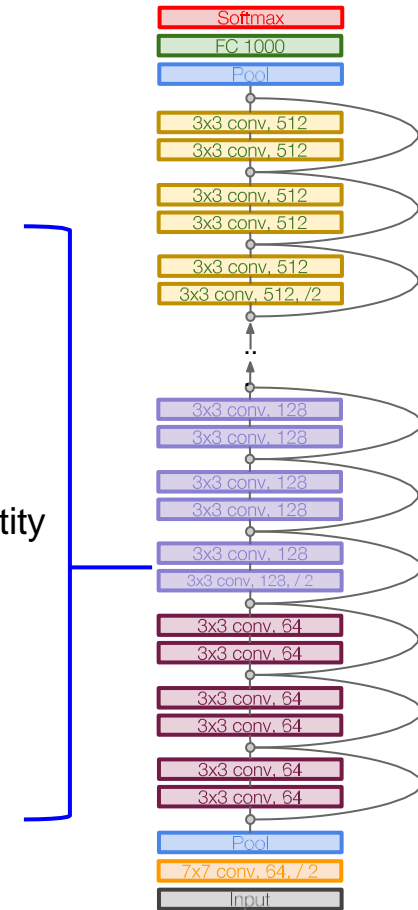 Softmax
FC 1000
Pool
3x3 conv, 512
3x3 conv, 512
3x3 conv, 512
3x3 conv, 512
3x3 conv, 512
3x3 conv, 512, /2
..
.
3x3 conv, 128
3x3 conv, 128
3x3 conv, 128
3x3 conv, 128
tity
3x3 conv, 128
3x3 conv, 128, / 2
3x3 conv, 64
3x3 conv, 64
3x3 conv, 64
3x3 conv, 64
3x3 conv, 64
3x3 conv, 64
Pool
7x7 conv, 64, / 2
Input